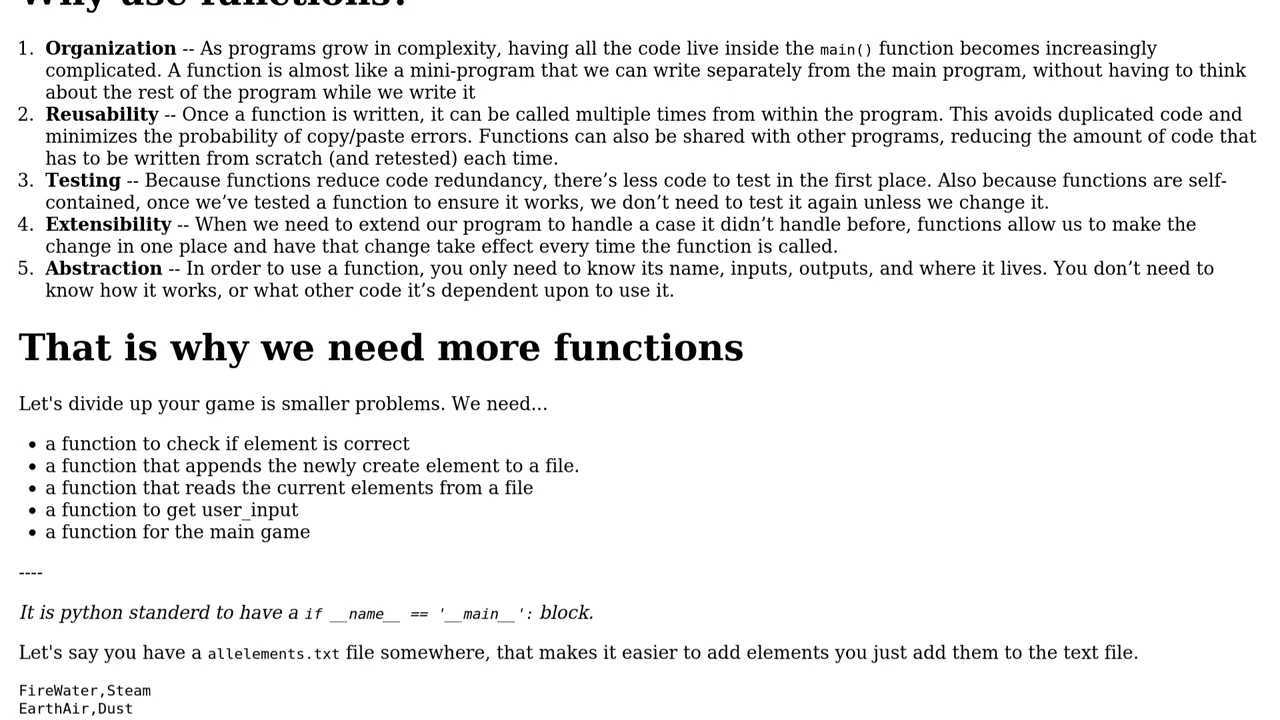 Why use functions?
1. Organization -- As programs grow in complexity, having all the code live inside the main() function becomes increasingly
complicated. A function is almost like a mini-program that we can write separately from the main program, without having to think
about the rest of the program while we write it
2. Reusability -- Once a function is written, it can be called multiple times from within the program. This avoids duplicated code and
minimizes the probability of copy/paste errors. Functions can also be shared with other programs, reducing the amount of code that
has to be written from scratch (and retested) each time.
3. Testing -- Because functions reduce code redundancy, there’s less code to test in the first place. Also because functions are self-
contained, once we’ve tested a function to ensure it works, we don’t need to test it again unless we change it.
4. Extensibility -- When we need to extend our program to handle a case it didn’t handle before, functions allow us to make the
change in one place and have that change take effect every time the function is called.
5. Abstraction -- In order to use a function, you only need to know its name, inputs, outputs, and where it lives. You don’t need to
know how it works, or what other code it’s dependent upon to use it.
That is why we need more functions
Let's divide up your game is smaller problems. We need...
• a function to check if element is correct
• a function that appends the newly create element to a file.
• a function that reads the current elements from a file
• a function to get user_input
• a function for the main game
----
It is python standerd to have a if __name__ == '__main__': block.
Let's say you have a allelements.txt file somewhere, that makes it easier to add elements you just add them to the text file.
FireWater,Steam
EarthAir,Dust